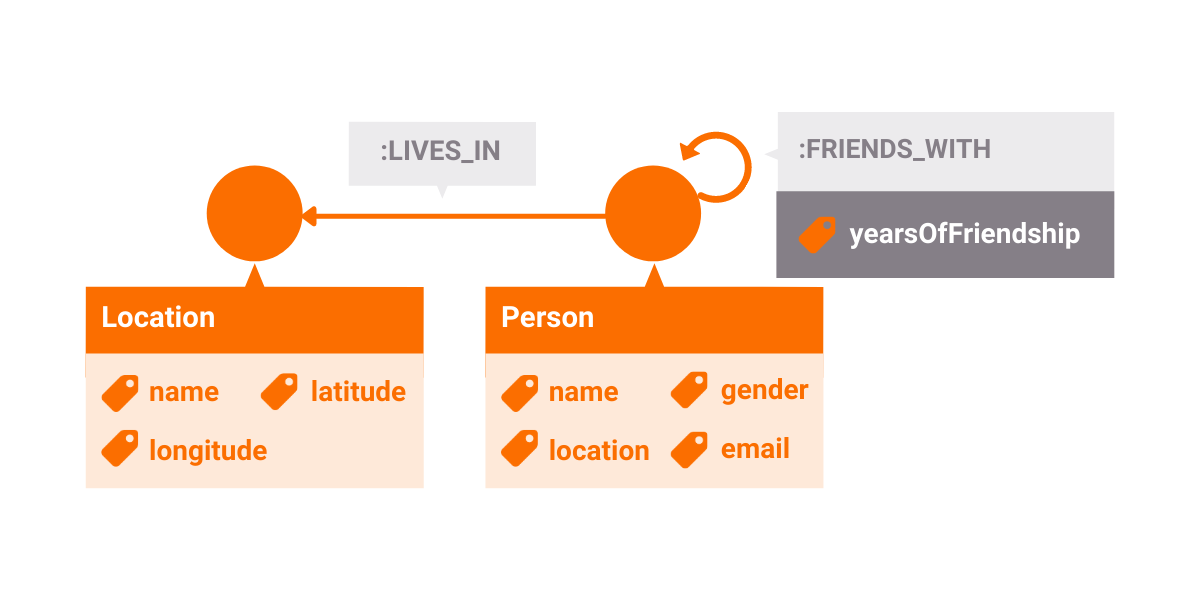 :LIVES_IN
:FRIENDS_WITH
yearsOfFriendship
Location
name
latitude
longitude
Person
name
gender
location
email